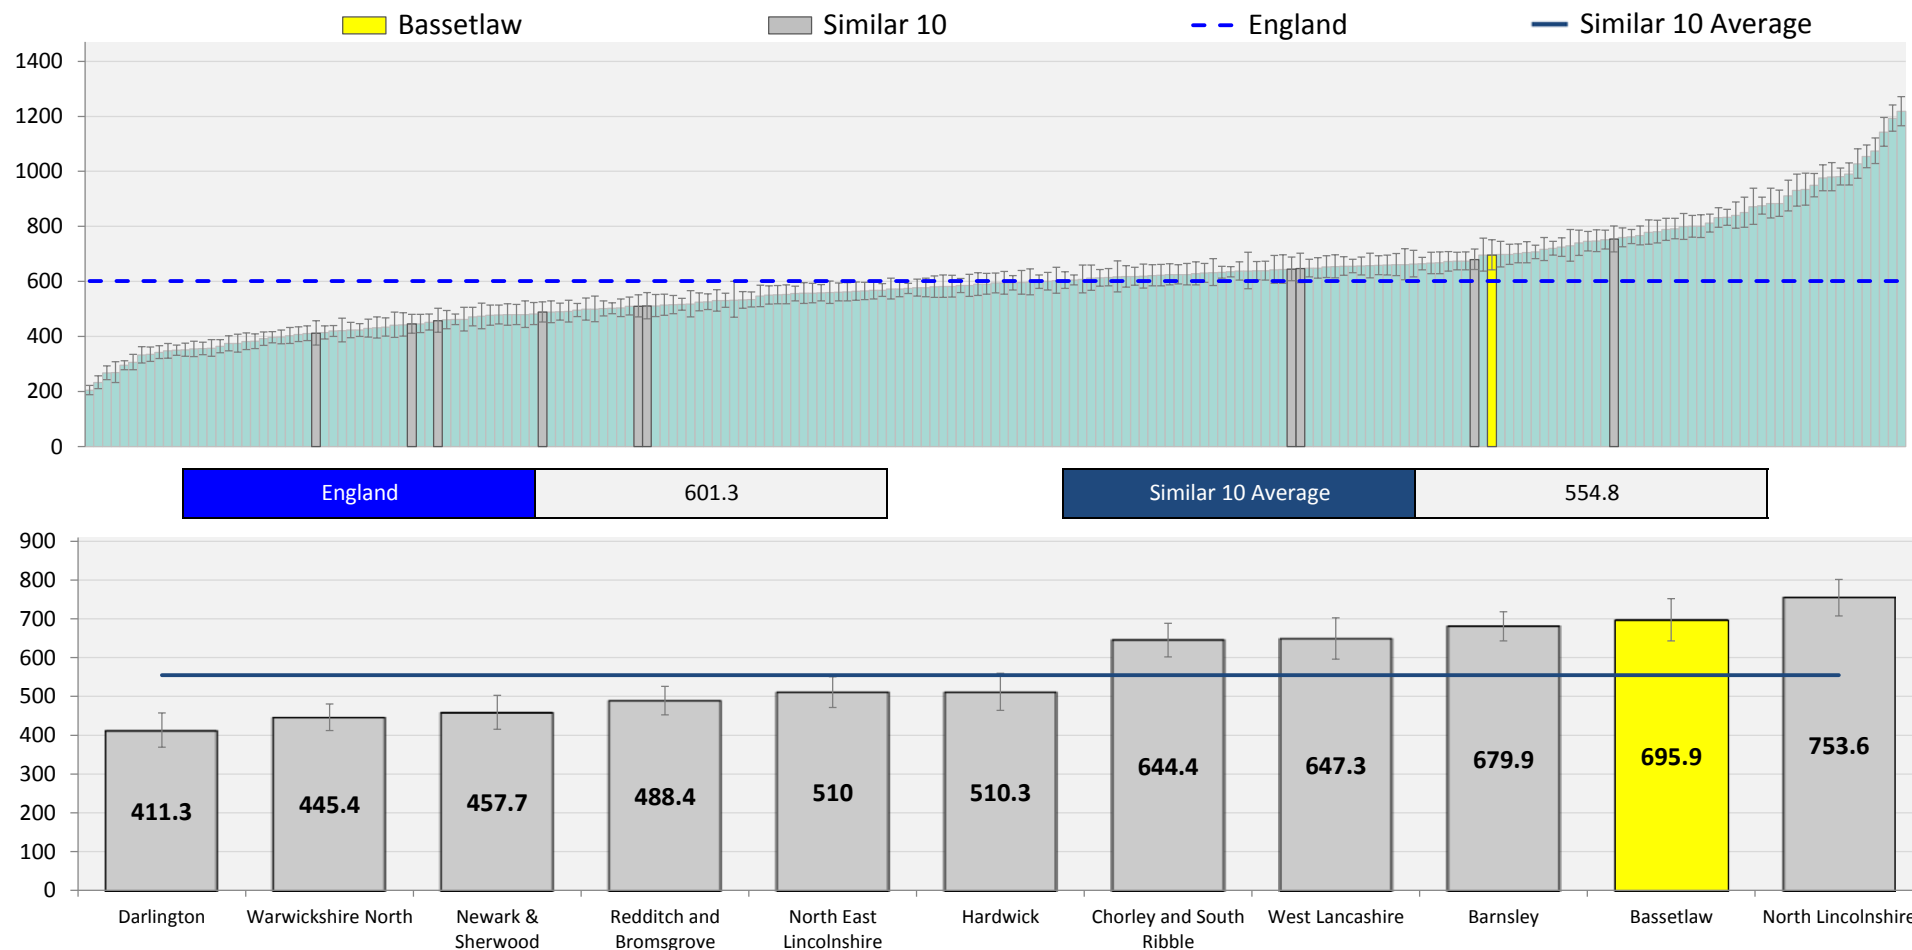 Bassetlaw Similar 10 England Similar 10 Average
1400
1200
1000
800
600
400
200
0
England 601.3 Similar 10 Average 554.8
900
800
700
600
500
400
300
200
100
0
411.3 445.4 457.7 488.4 510 510.3 644.4 647.3 679.9 695.9 753.6
Darlington
Warwickshire North
Newark &
Sherwood
Redditch and
Bromsgrove
North East
Lincolnshire
Hardwick
Chorley and South
Ribble
West Lancashire
Barnsley
Bassetlaw
North Lincolnshire